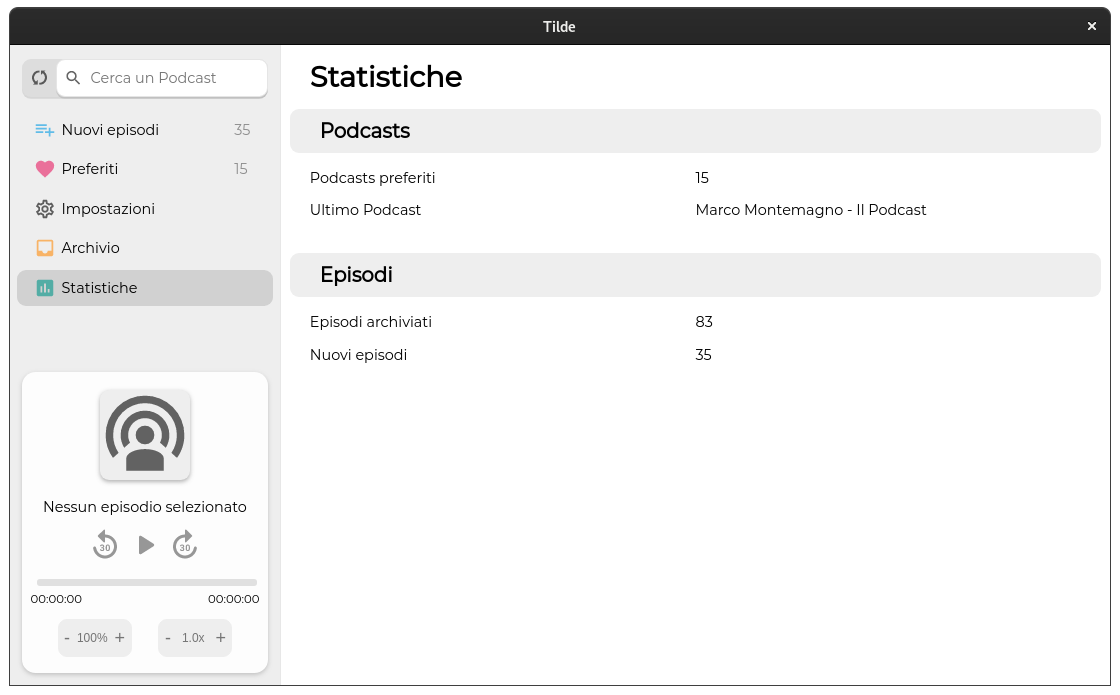 Tilde
Cerca un Podcast
Nuovi episodi 35
Preferiti 15
Impostazioni
Archivio
Statistiche
Nessun episodio selezionato
30 30
00:00:00 00:00:00
- 100% + - 1.0x +
Statistiche
Podcasts
Podcasts preferiti 15
Ultimo Podcast Marco Montemagno - Il Podcast
Episodi
Episodi archiviati 83
Nuovi episodi 35